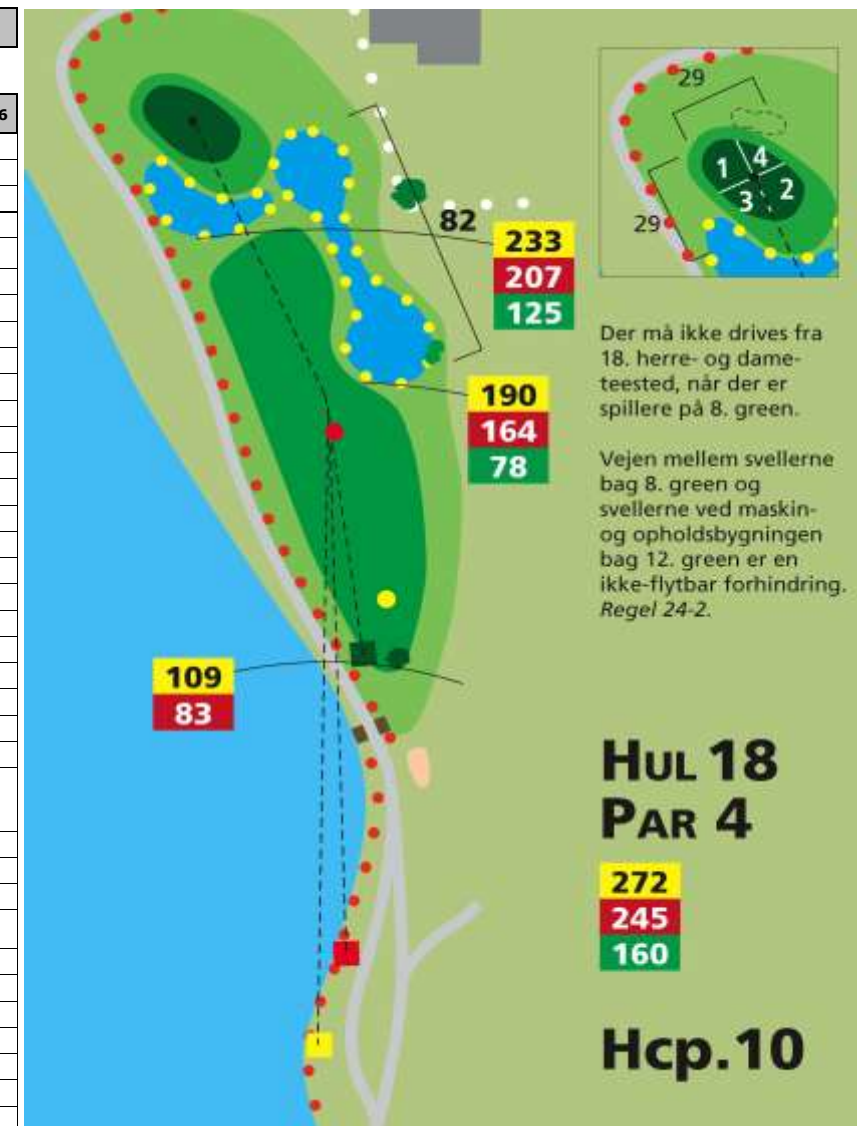 6
29
1
4
2
3
29
82
233
207
125
Der må ikke drives fra
18. herre- og dame-
teested, når der er
spillere på 8. green.
190
164
78
Vejen mellem svellerne
bag 8. green og
svellerne ved maskin-
og opholdsbygningen
bag 12. green er en
ikke-flytbar forhindring.
Regel 24-2.
109
83
HUL 18
PAR 4
272
245
160
Hcp.10